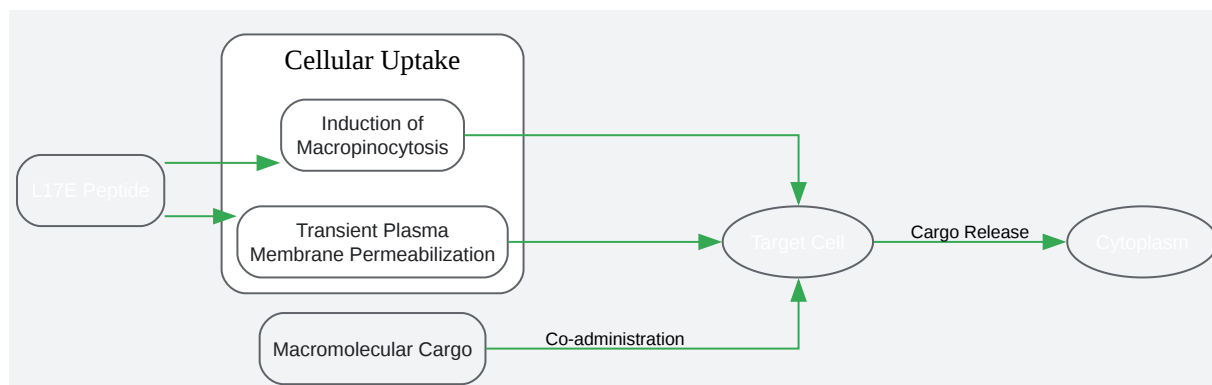 Cellular Uptake
Induction of
Macropinocytosis
L17E Peptide
Transient Plasma
Membrane Permeabilization
Target Cell
Cargo Release
Cytoplasm
Macromolecular Cargo
Co-administration